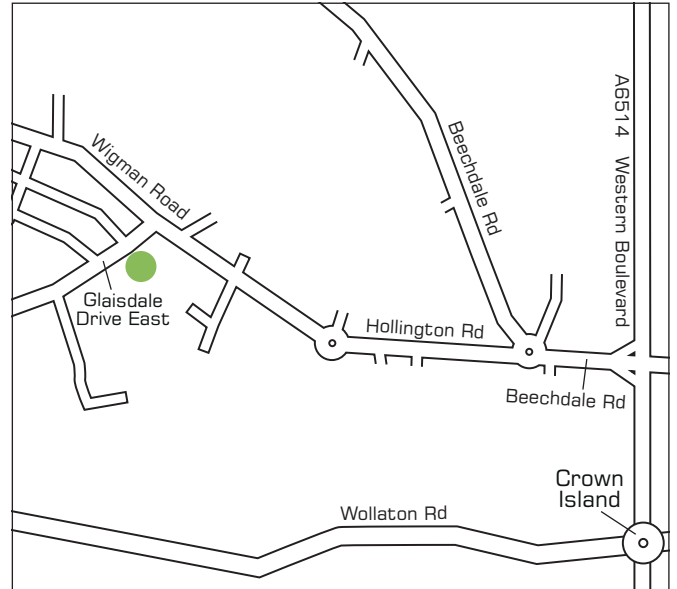 Wigman Road
Beechdale Rd
A6514 Western Boulevard
Glaisdale
Drive East
Hollington Rd
Beechdale Rd
Crown
Island
Wollaton Rd